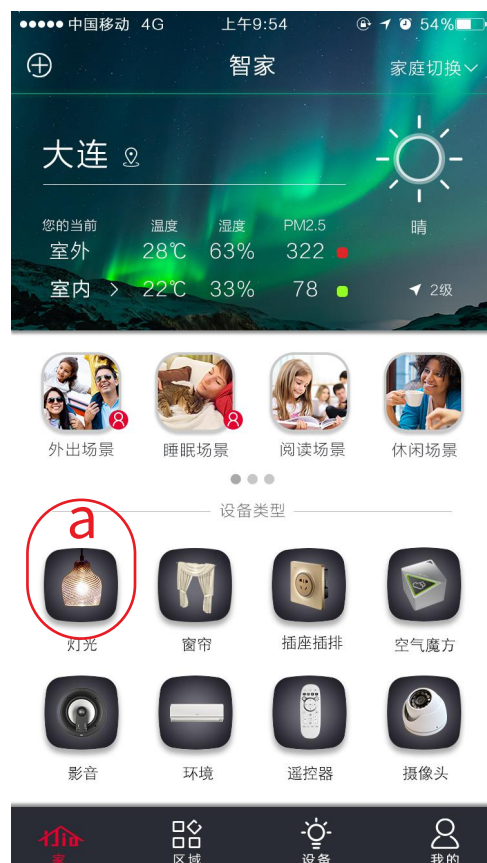 中国移动 4G 上午9:54 54%
智家 家庭切换
大连
您的当前 温度 湿度 PM2.5 晴
室外 28℃ 63% 322
室内 22℃ 33% 78 2级
外出场景 睡眠场景 阅读场景 休闲场景
设备类型
a
灯光 窗帘 插座插排 空气魔方
影音 环境 遥控器 摄像头
家 区域 设备 我的